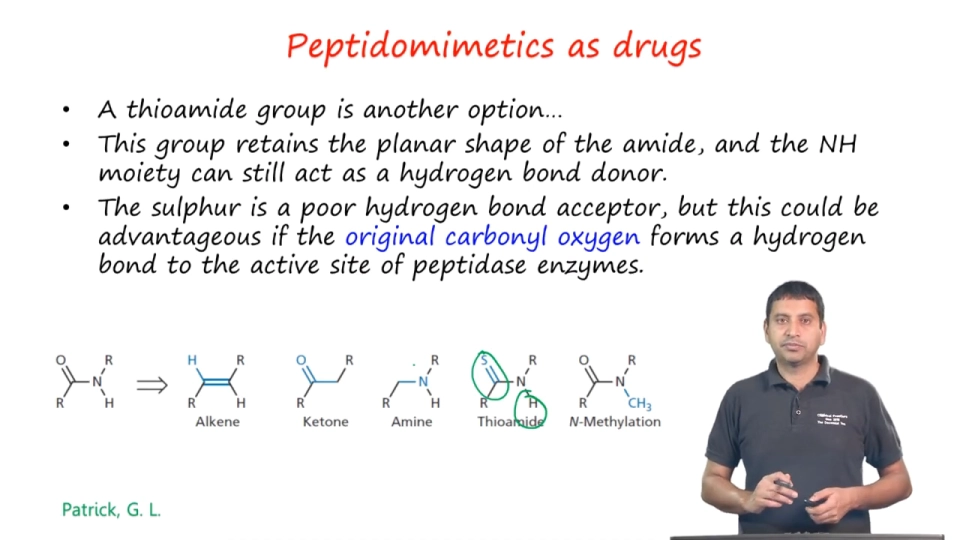 Peptidomimetics as drugs
• A thioamide group is another option...
• This group retains the planar shape of the amide, and the NH
moiety can still act as a hydrogen bond donor.
• The sulphur is a poor hydrogen bond acceptor, but this could be
advantageous if the original carbonyl oxygen forms a hydrogen
bond to the active site of peptidase enzymes.
O R N R H
H R R H
O R R
R N R H
S R N R H
O R N R CH3
Alkene
Ketone
Amine
Thioamide
N-Methylation
Patrick, G. L.